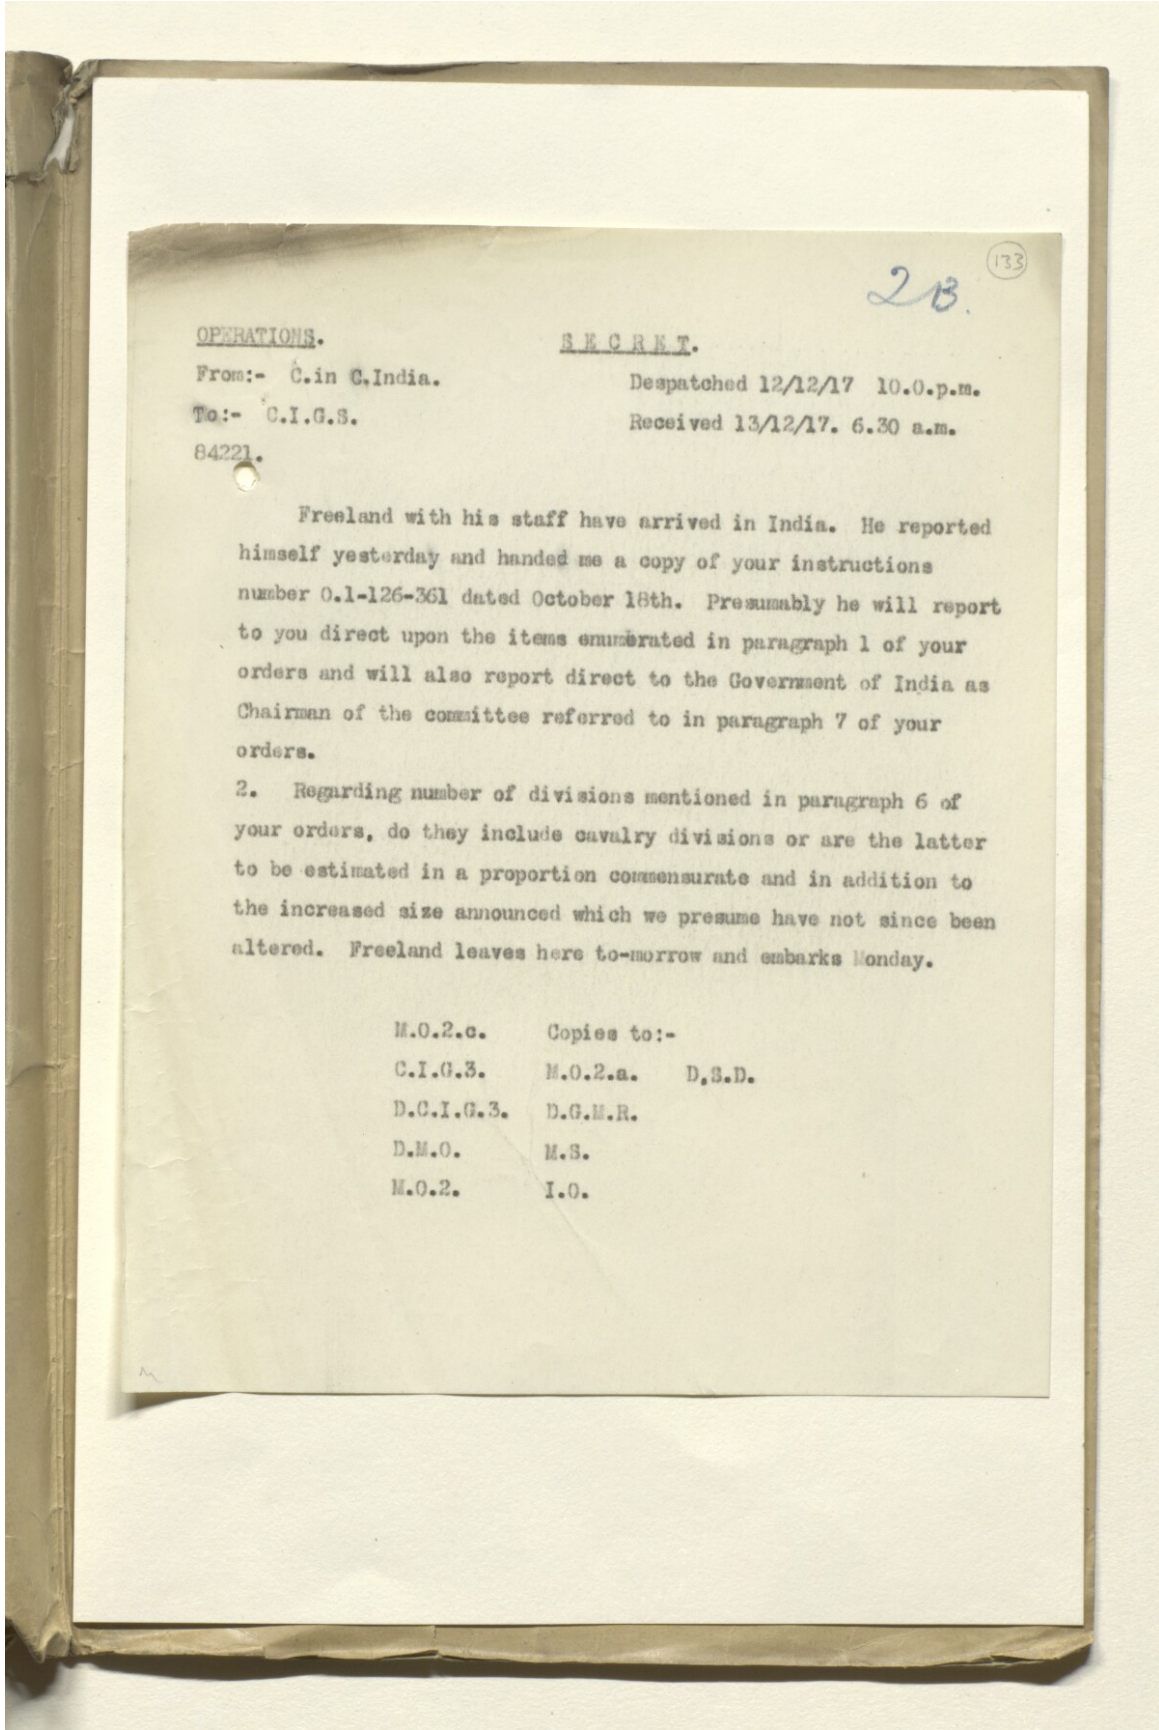 133
2B.
OPERATIONS. SECRET.
From:- C.in C.India. Despatched 12/12/17 10.0.p.m.
To:- C.I.G.S. Received 13/12/17. 6.30 a.m.
84221.
Freeland with his staff have arrived in India. He reported
himself yesterday and handed me a copy of your instructions
number O.1-126-361 dated October 18th. Presumably he will report
to you direct upon the items enumerated in paragraph 1 of your
orders and will also report direct to the Government of India as
Chairman of the committee referred to in paragraph 7 of your
orders.
2. Regarding number of divisions mentioned in paragraph 6 of
your orders, do they include cavalry divisions or are the latter
to be estimated in a proportion commensurate and in addition to
the increased size announced which we presume have not since been
altered. Freeland leaves here to-morrow and embarks Monday.
M.O.2.c. Copies to:-
C.I.G.3. M.O.2.a. D.S.D.
D.C.I.G.3. D.G.M.R.
D.M.O. M.S.
M.O.2. I.O.